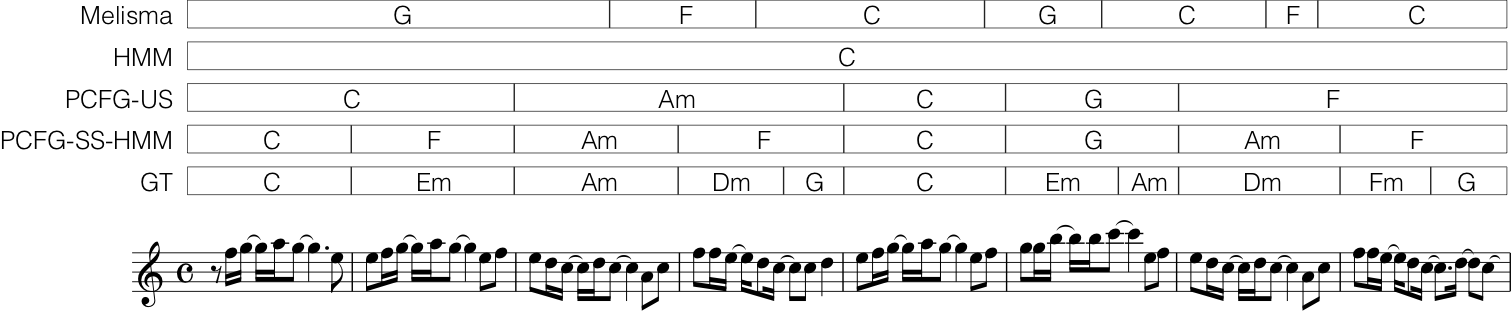 Melisma G F C G C F C
HMM C
PCFG-US C Am C G F
PCFG-SS-HMM C F Am F C G Am F
GT C Em Am Dm G C Em Am Dm Fm G